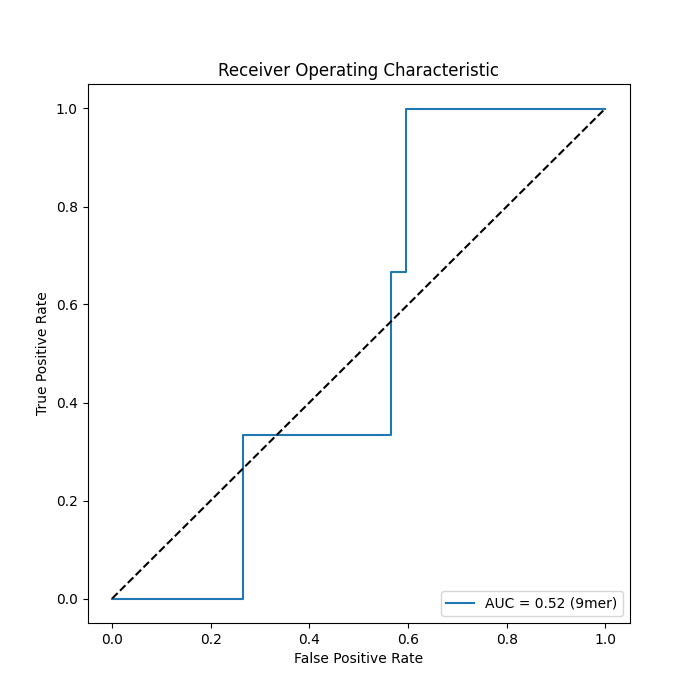 Receiver Operating Characteristic
1.0
0.8
0.6
0.4
0.2
0.0
True Positive Rate
AUC = 0.52 (9mer)
0.0 0.2 0.4 0.6 0.8 1.0
False Positive Rate